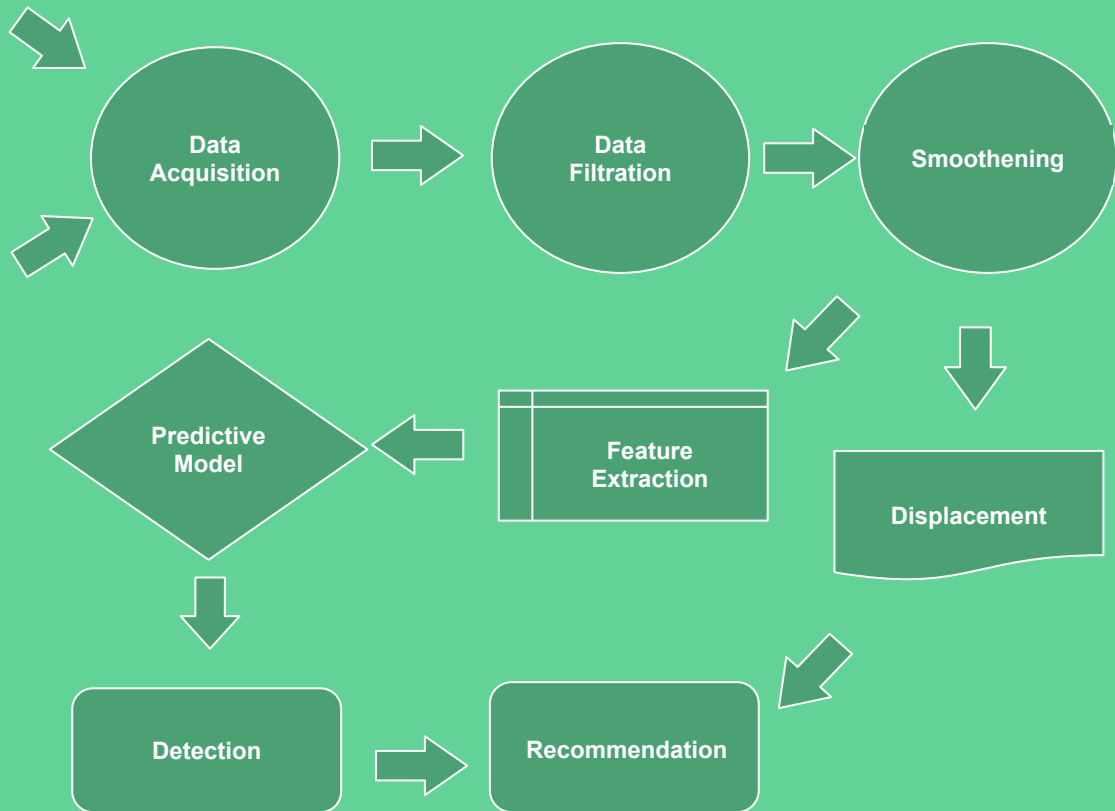 Data
Acquisition
Data
Filtration
Smoothening
Predictive
Model
Feature
Extraction
Displacement
Detection
Recommendation